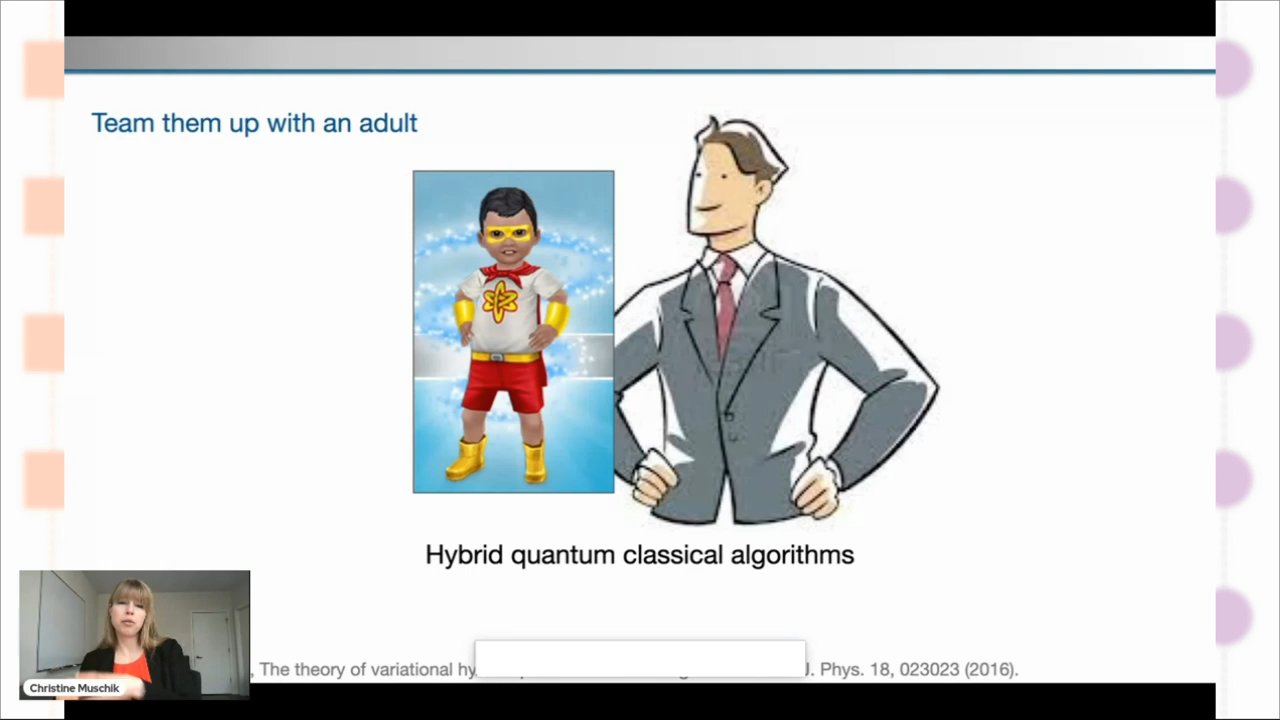 Team them up with an adult
Hybrid quantum classical algorithms
, The theory of variational hy J. Phys. 18, 023023 (2016).
Christine Muschik